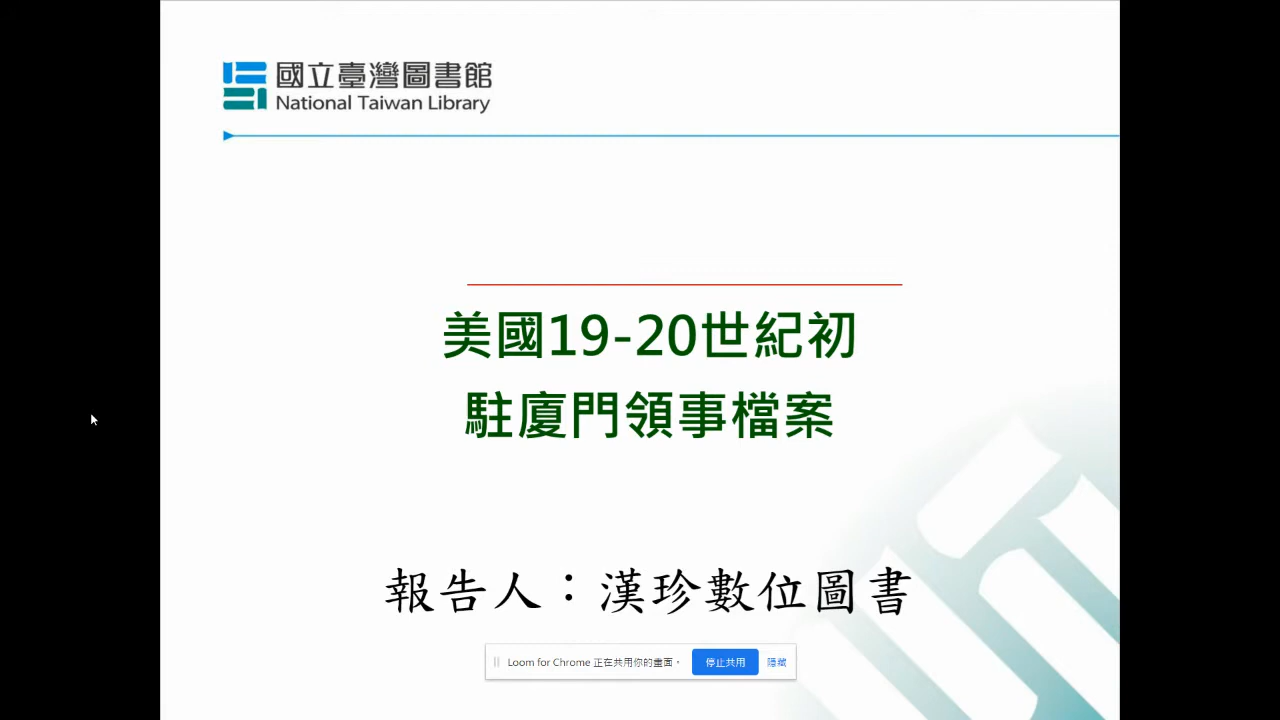 國立臺灣圖書館
National Taiwan Library
美國19-20世紀初
駐廈門領事檔案
報告人：漢珍數位圖書
Loom for Chrome 正在共用你的畫面。 停止共用 隱藏